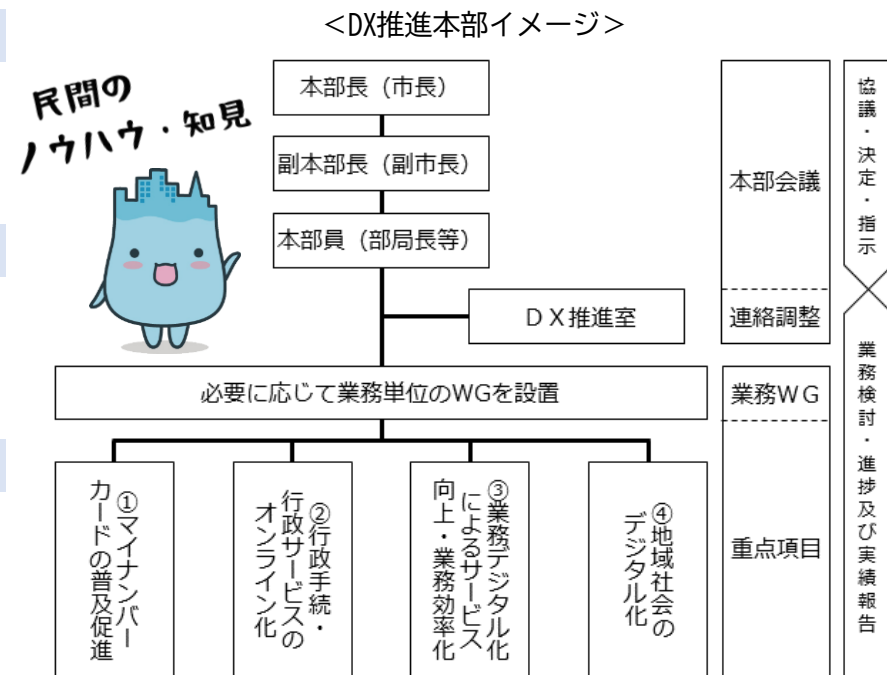 ＜DX推進本部イメージ＞
民間の
ノウハウ・知見
本部長（市長）
副本部長（副市長）
本部員（部局長等）
ＤＸ推進室
必要に応じて業務単位のWGを設置
①マイナンバー
カードの普及促進
②行政手続・
行政サービスの
オンライン化
③業務デジタル化
によるサービス
向上・業務効率化
④地域社会の
デジタル化
本部会議
連絡調整
業務ＷＧ
重点項目
協議・決定・指示
業務検討・進捗及び実績報告